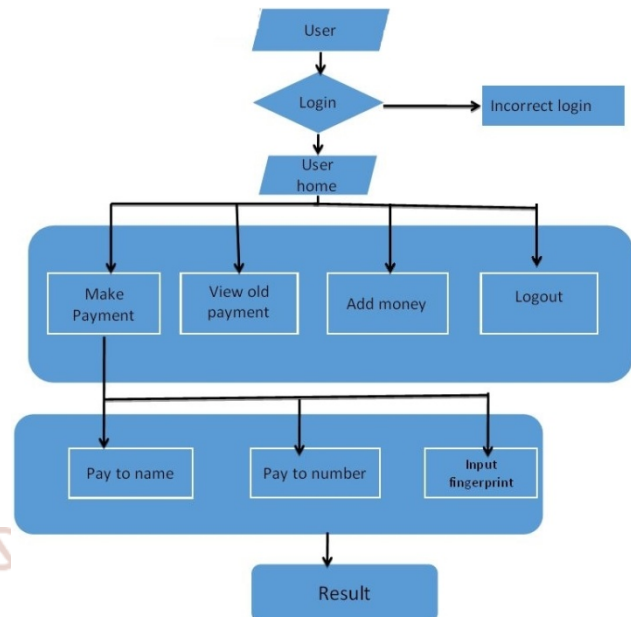 User
Login
Incorrect login
User
home
Make
Payment
View old
payment
Add money
Logout
Pay to name
Pay to number
Input
fingerprint
Result